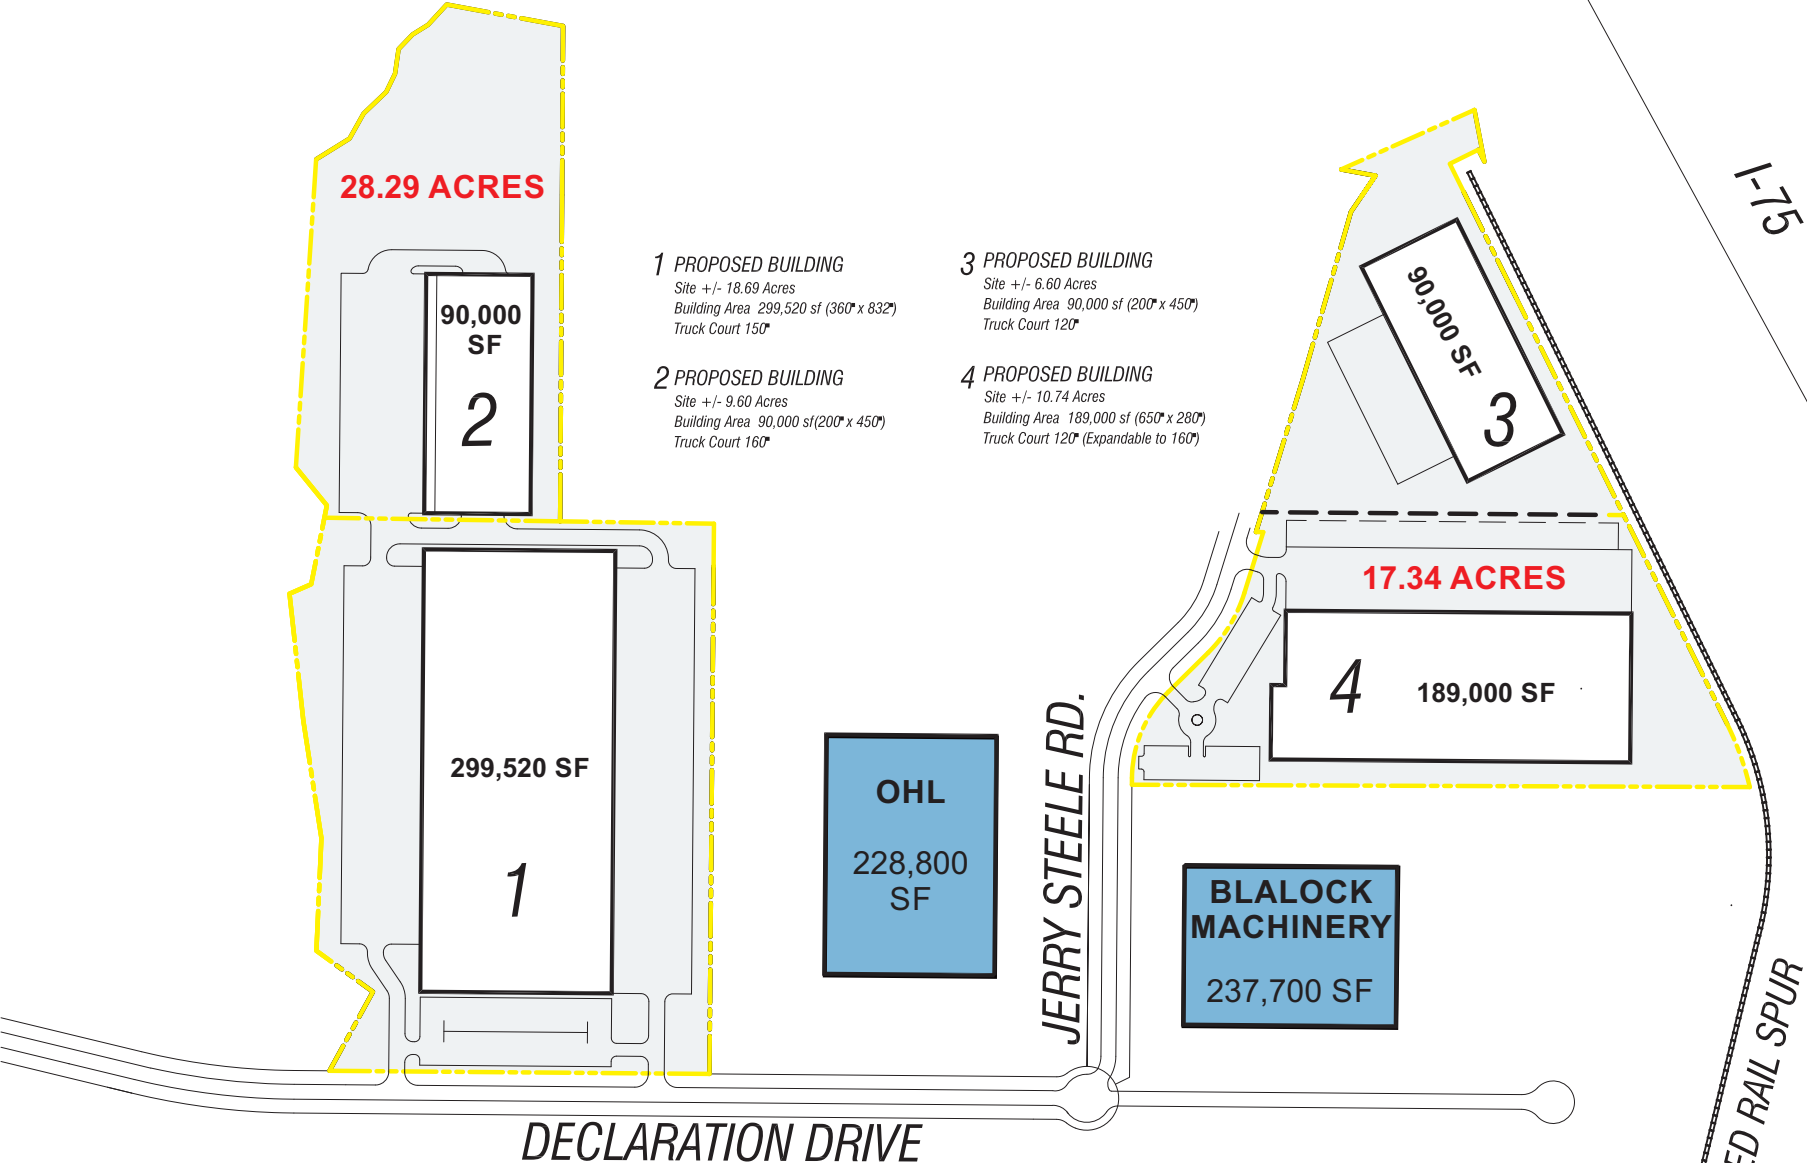 28.29 ACRES
90,000
SF
2
299,520 SF
1
1 PROPOSED BUILDING
Site +/- 18.69 Acres
Building Area 299,520 sf (360" x 832")
Truck Court 150"
2 PROPOSED BUILDING
Site +/- 9.60 Acres
Building Area 90,000 sf(200" x 450")
Truck Court 160"
3 PROPOSED BUILDING
Site +/- 6.60 Acres
Building Area 90,000 sf (200" x 450")
Truck Court 120"
4 PROPOSED BUILDING
Site +/- 10.74 Acres
Building Area 189,000 sf (650" x 280")
Truck Court 120" (Expandable to 160")
I-75
90,000 SF
3
17.34 ACRES
4 189,000 SF
OHL
228,800
SF
JERRY STEELE RD.
BLALOCK
MACHINERY
237,700 SF
ED RAIL SPUR
DECLARATION DRIVE